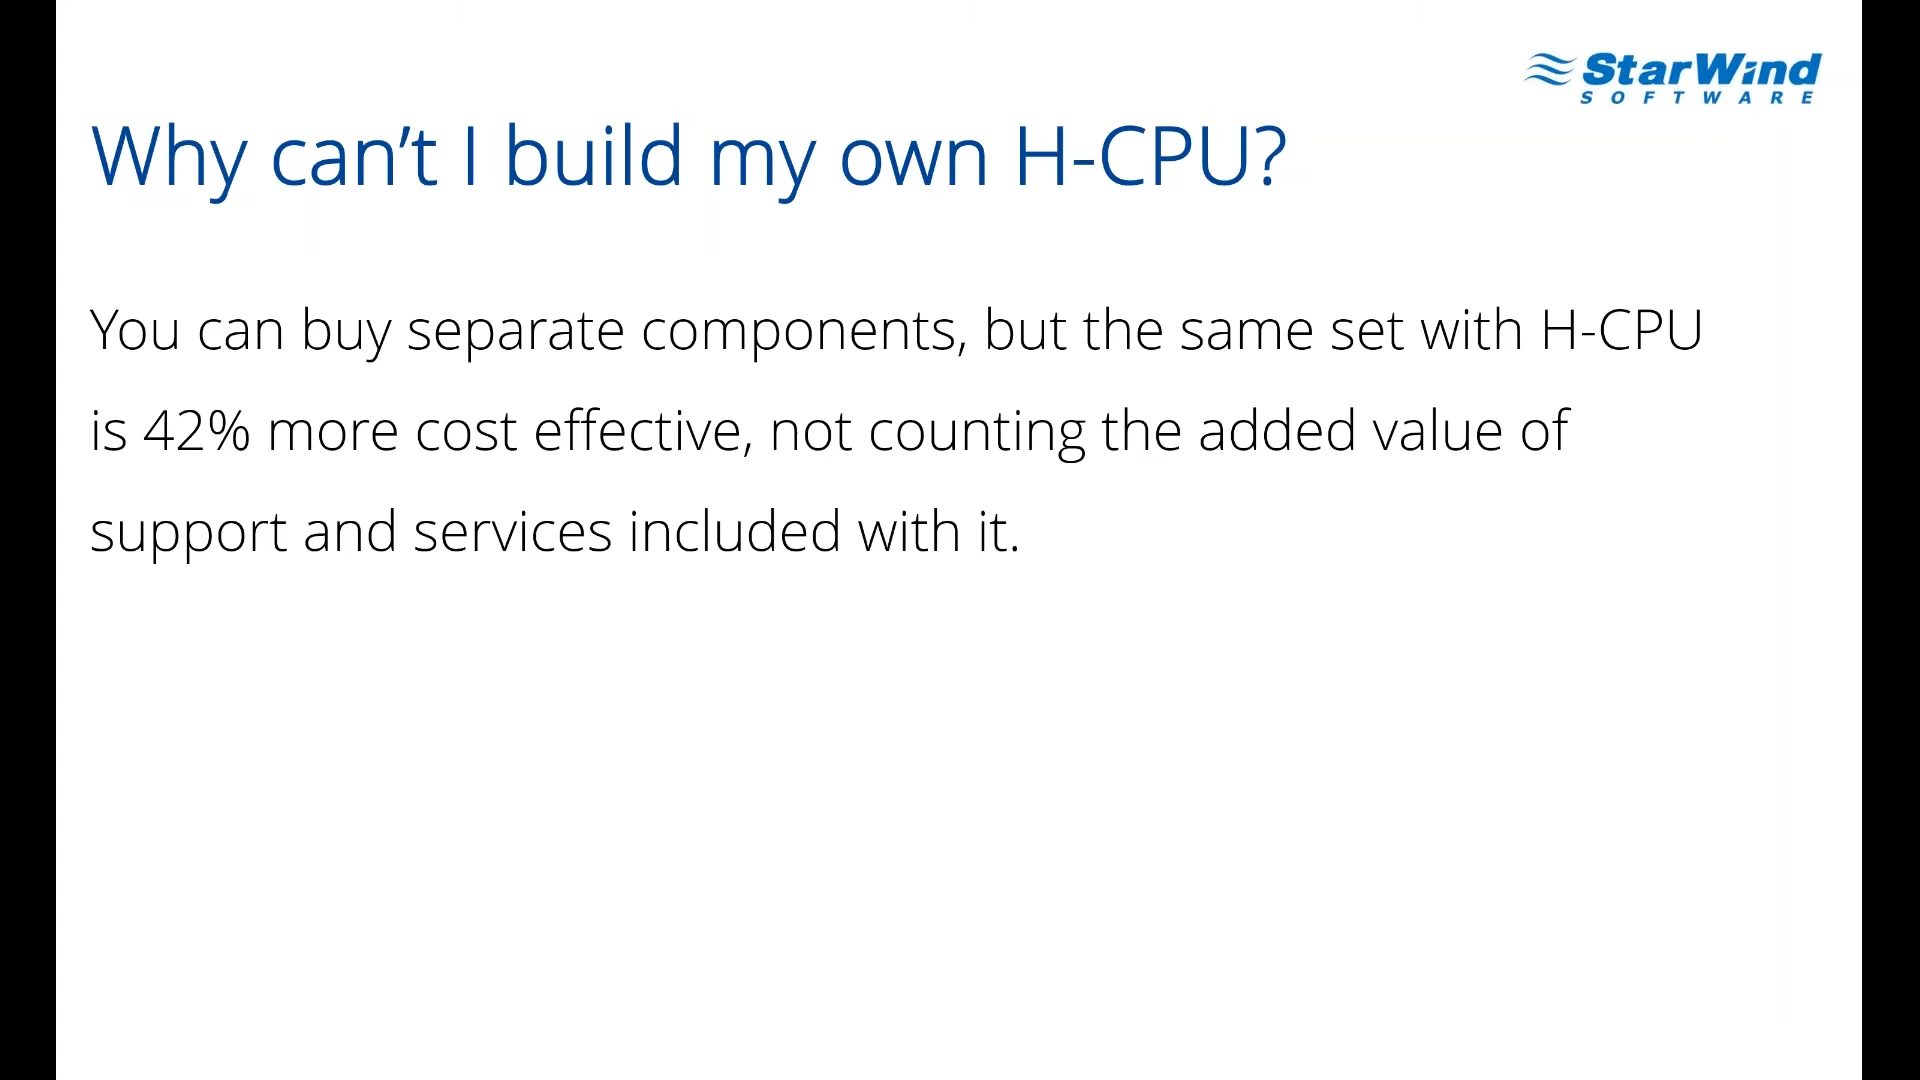 StarWind
SOFTWARE
Why can’t I build my own H-CPU?
You can buy separate components, but the same set with H-CPU
is 42% more cost effective, not counting the added value of
support and services included with it.